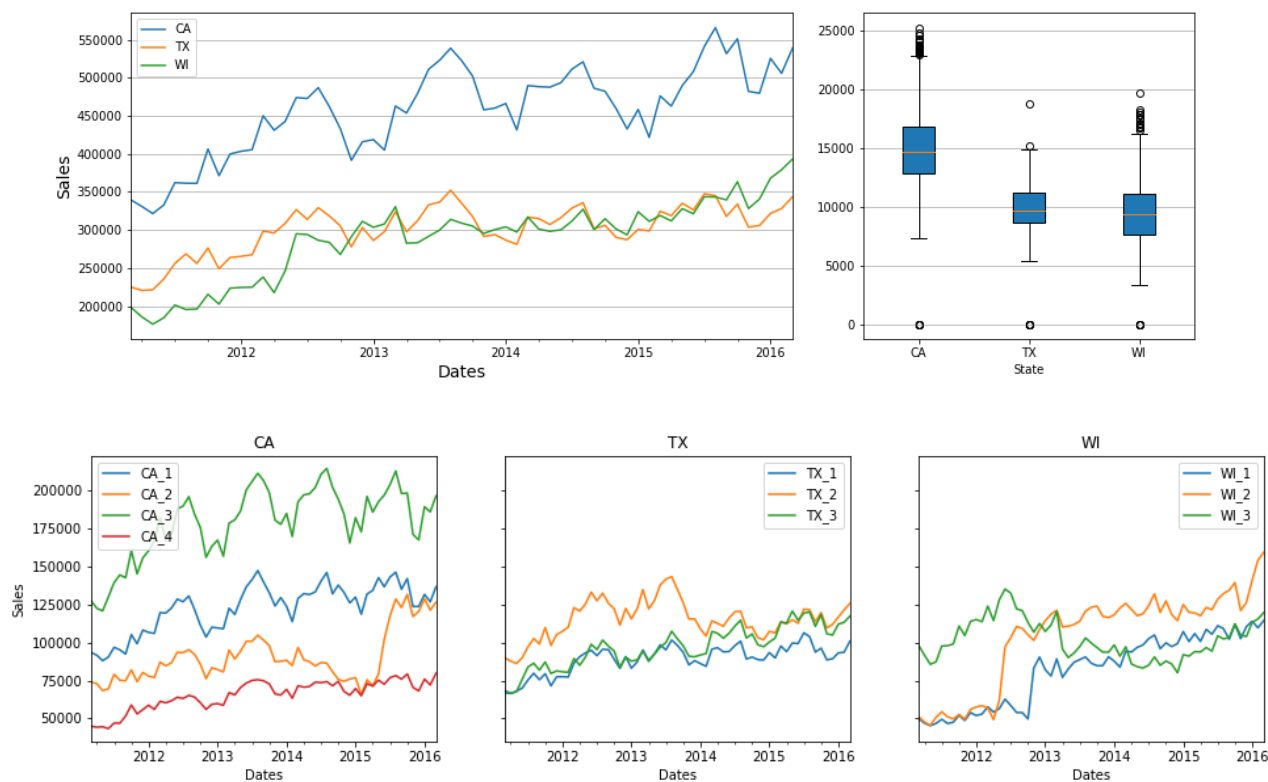 CA
TX
WI
550000
500000
450000
400000
350000
300000
250000
200000
Sales
2012 2013 2014 2015 2016
Dates
25000
20000
15000
10000
5000
0
CA TX WI
State
CA
CA_1
CA_2
CA_3
CA_4
200000
175000
150000
125000
100000
75000
50000
Sales
2012 2013 2014 2015 2016
Dates
TX
TX_1
TX_2
TX_3
2012 2013 2014 2015 2016
Dates
WI
WI_1
WI_2
WI_3
2012 2013 2014 2015 2016
Dates